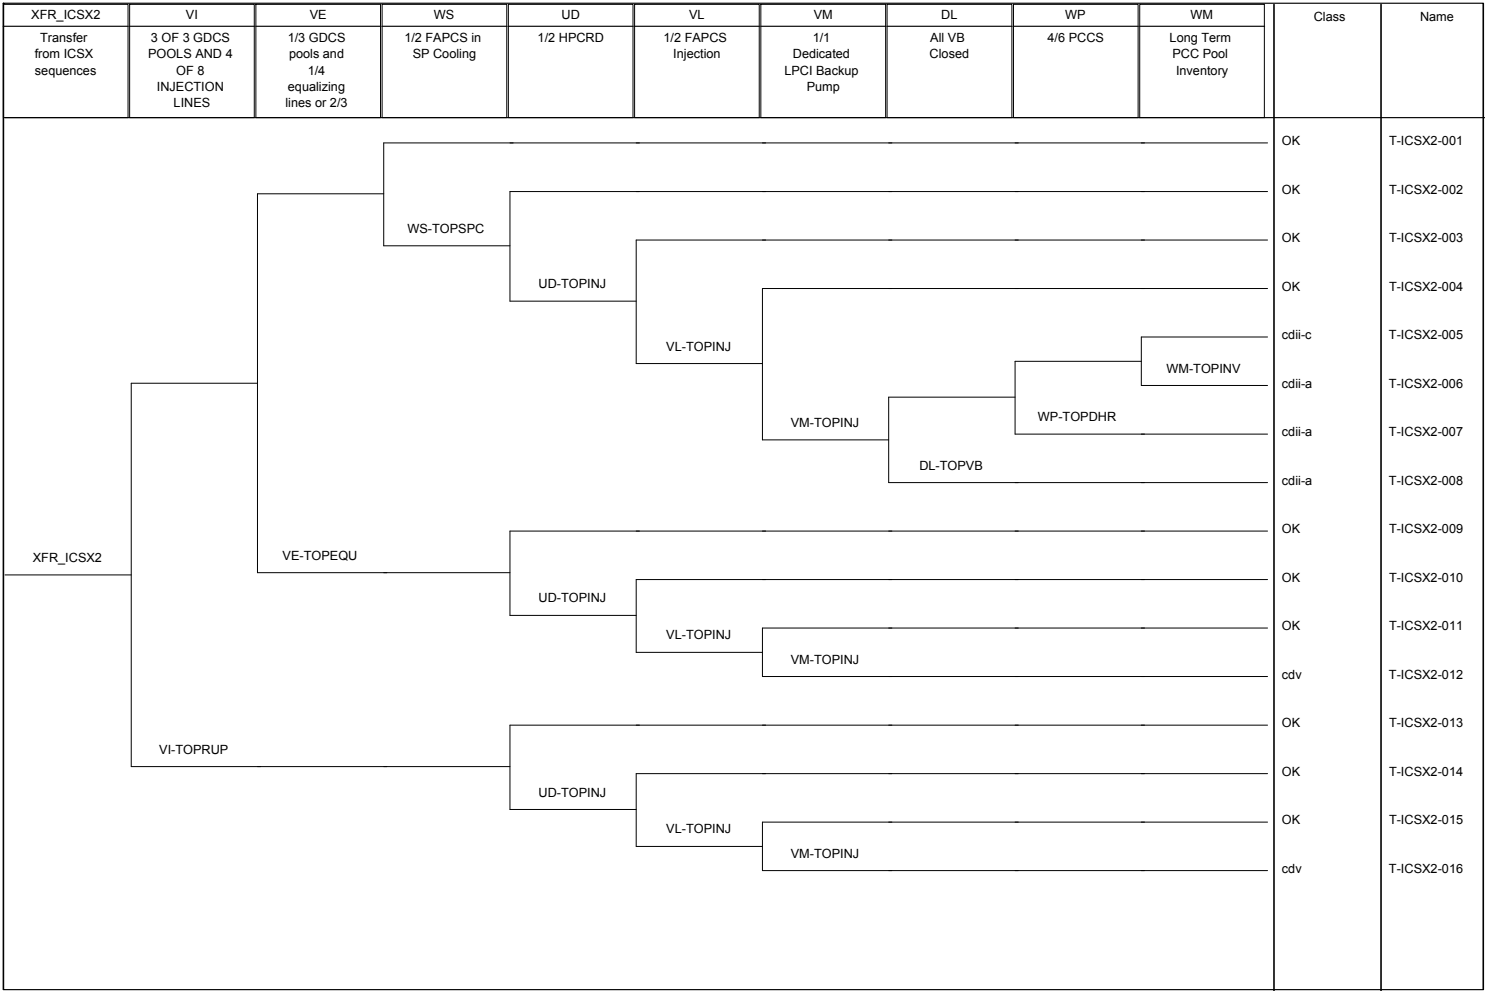 XFR_ICSX2 VI VE WS UD VL VM DL WP WM Class Name
Transfer
from ICSX
sequences
3 OF 3 GDCS
POOLS AND 4
OF 8
INJECTION
LINES
1/3 GDCS
pools and
1/4
equalizing
lines or 2/3
1/2 FAPCS in
SP Cooling
1/2 HPCRD
1/2 FAPCS
Injection
1/1
Dedicated
LPCI Backup
Pump
All VB
Closed
4/6 PCCS
Long Term
PCC Pool
Inventory
OK T-ICSX2-001
OK T-ICSX2-002
WS-TOPSPC
OK T-ICSX2-003
UD-TOPINJ
OK T-ICSX2-004
cdii-c T-ICSX2-005
VL-TOPINJ
WM-TOPINV
cdii-a T-ICSX2-006
WP-TOPDHR
VM-TOPINJ
cdii-a T-ICSX2-007
DL-TOPVB
cdii-a T-ICSX2-008
OK T-ICSX2-009
XFR_ICSX2
VE-TOPEQU
OK T-ICSX2-010
UD-TOPINJ
OK T-ICSX2-011
VL-TOPINJ
VM-TOPINJ
cdv T-ICSX2-012
OK T-ICSX2-013
VI-TOPRUP
OK T-ICSX2-014
UD-TOPINJ
OK T-ICSX2-015
VL-TOPINJ
VM-TOPINJ
cdv T-ICSX2-016